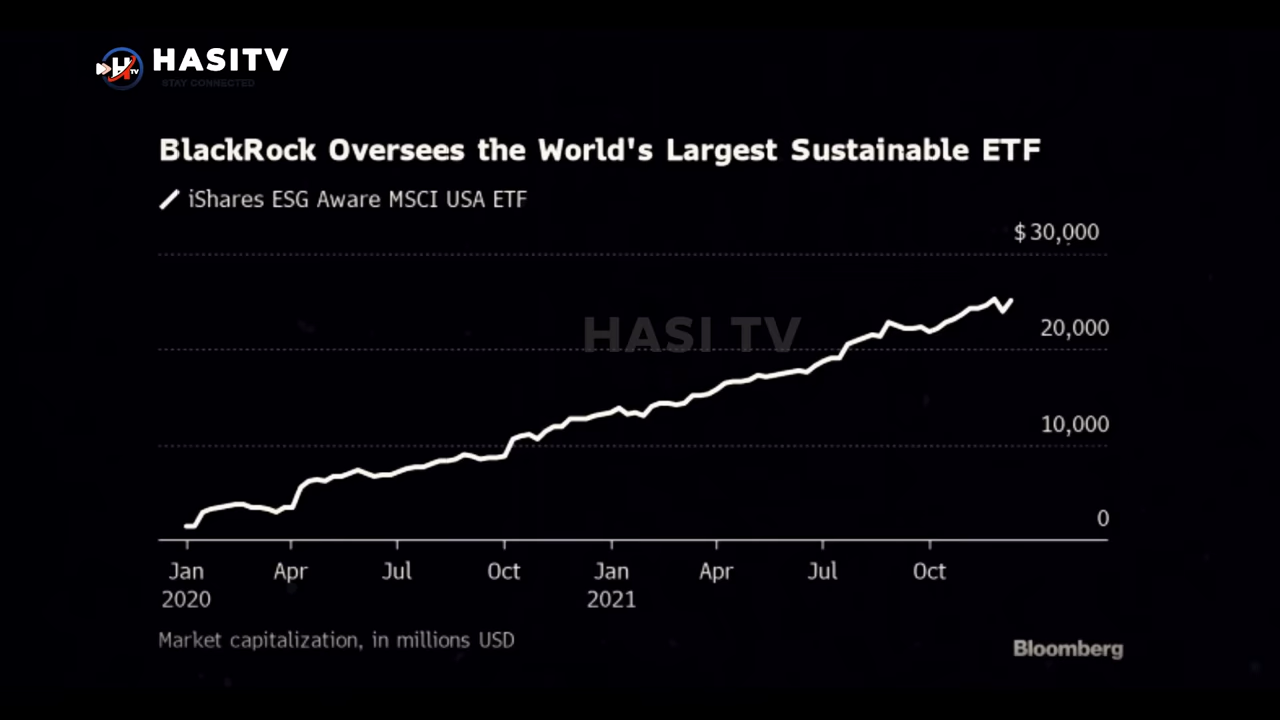 HASITV
STAY CONNECTED
BlackRock Oversees the World's Largest Sustainable ETF
iShares ESG Aware MSCI USA ETF
$30,000
HASI TV
20,000
10,000
0
Jan Apr Jul Oct Jan Apr Jul Oct
2020 2021
Market capitalization, in millions USD
Bloomberg